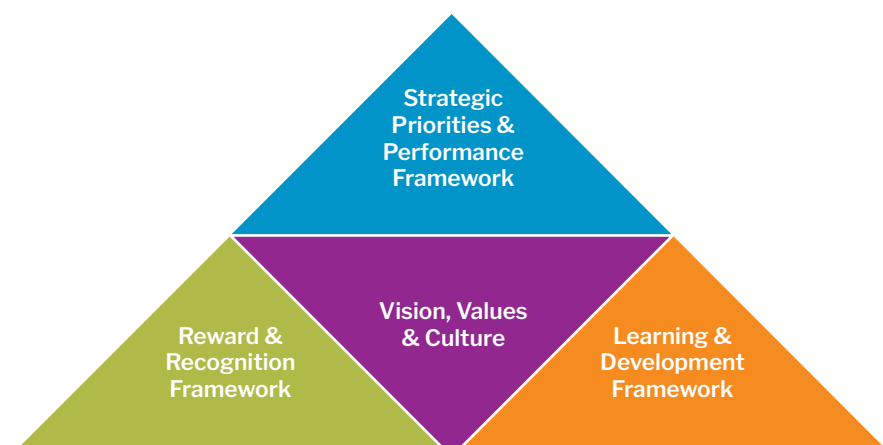 Strategic
Priorities &
Performance
Framework
Vision, Values
& Culture
Reward &
Recognition
Framework
Learning &
Development
Framework